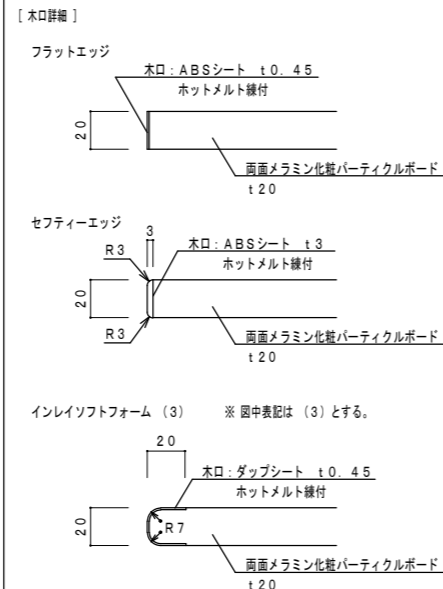 [ 木口詳細 ]
フラットエッジ
木口：ABSシート t0.45
ホットメルト練付
20
両面メラミン化粧パーティクルボード
t20
セフティーエッジ
3
R3
木口：ABSシート t3
ホットメルト練付
20
R3
両面メラミン化粧パーティクルボード
t20
インレイソフトフォーム (3) ※ 図中表記は (3) とする。
20
木口：ダップシート t0.45
ホットメルト練付
20
R7
両面メラミン化粧パーティクルボード
t20